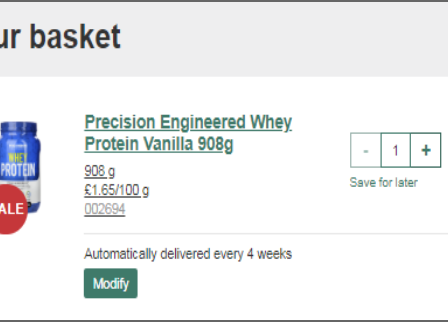 ur basket
Precision Engineered Whey
Protein Vanilla 908g
908 g
£1.65/100 g
002694
- 1 +
Save for later
WHEY
PROTEIN
ALE
Automatically delivered every 4 weeks
Modify